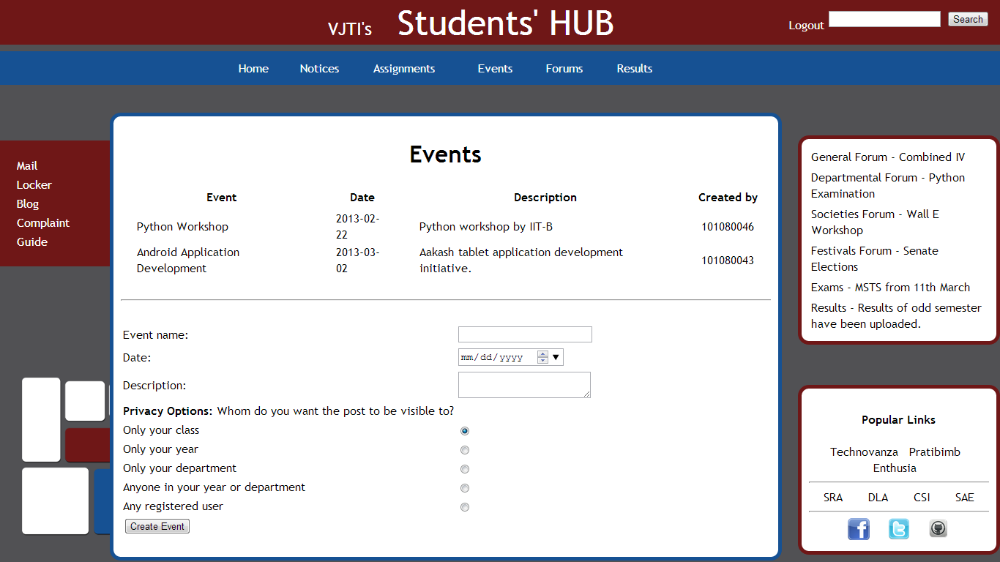 VJTI's Students' HUB
Logout Search
Home Notices Assignments Events Forums Results
Mail
Locker
Blog
Complaint
Guide
Events
Event Date Description Created by
Python Workshop 2013-02-22 Python workshop by IIT-B 101080046
Android Application Development 2013-03-02 Aakash tablet application development initiative. 101080043
Event name:
Date: mm/dd/yyyy
Description:
Privacy Options: Whom do you want the post to be visible to?
Only your class
Only your year
Only your department
Anyone in your year or department
Any registered user
Create Event
General Forum - Combined IV
Departmental Forum - Python
Examination
Societies Forum - Wall E
Workshop
Festivals Forum - Senate
Elections
Exams - MSTS from 11th March
Results - Results of odd semester
have been uploaded.
Popular Links
Technovanza Pratibimb
Enthusia
SRA DLA CSI SAE